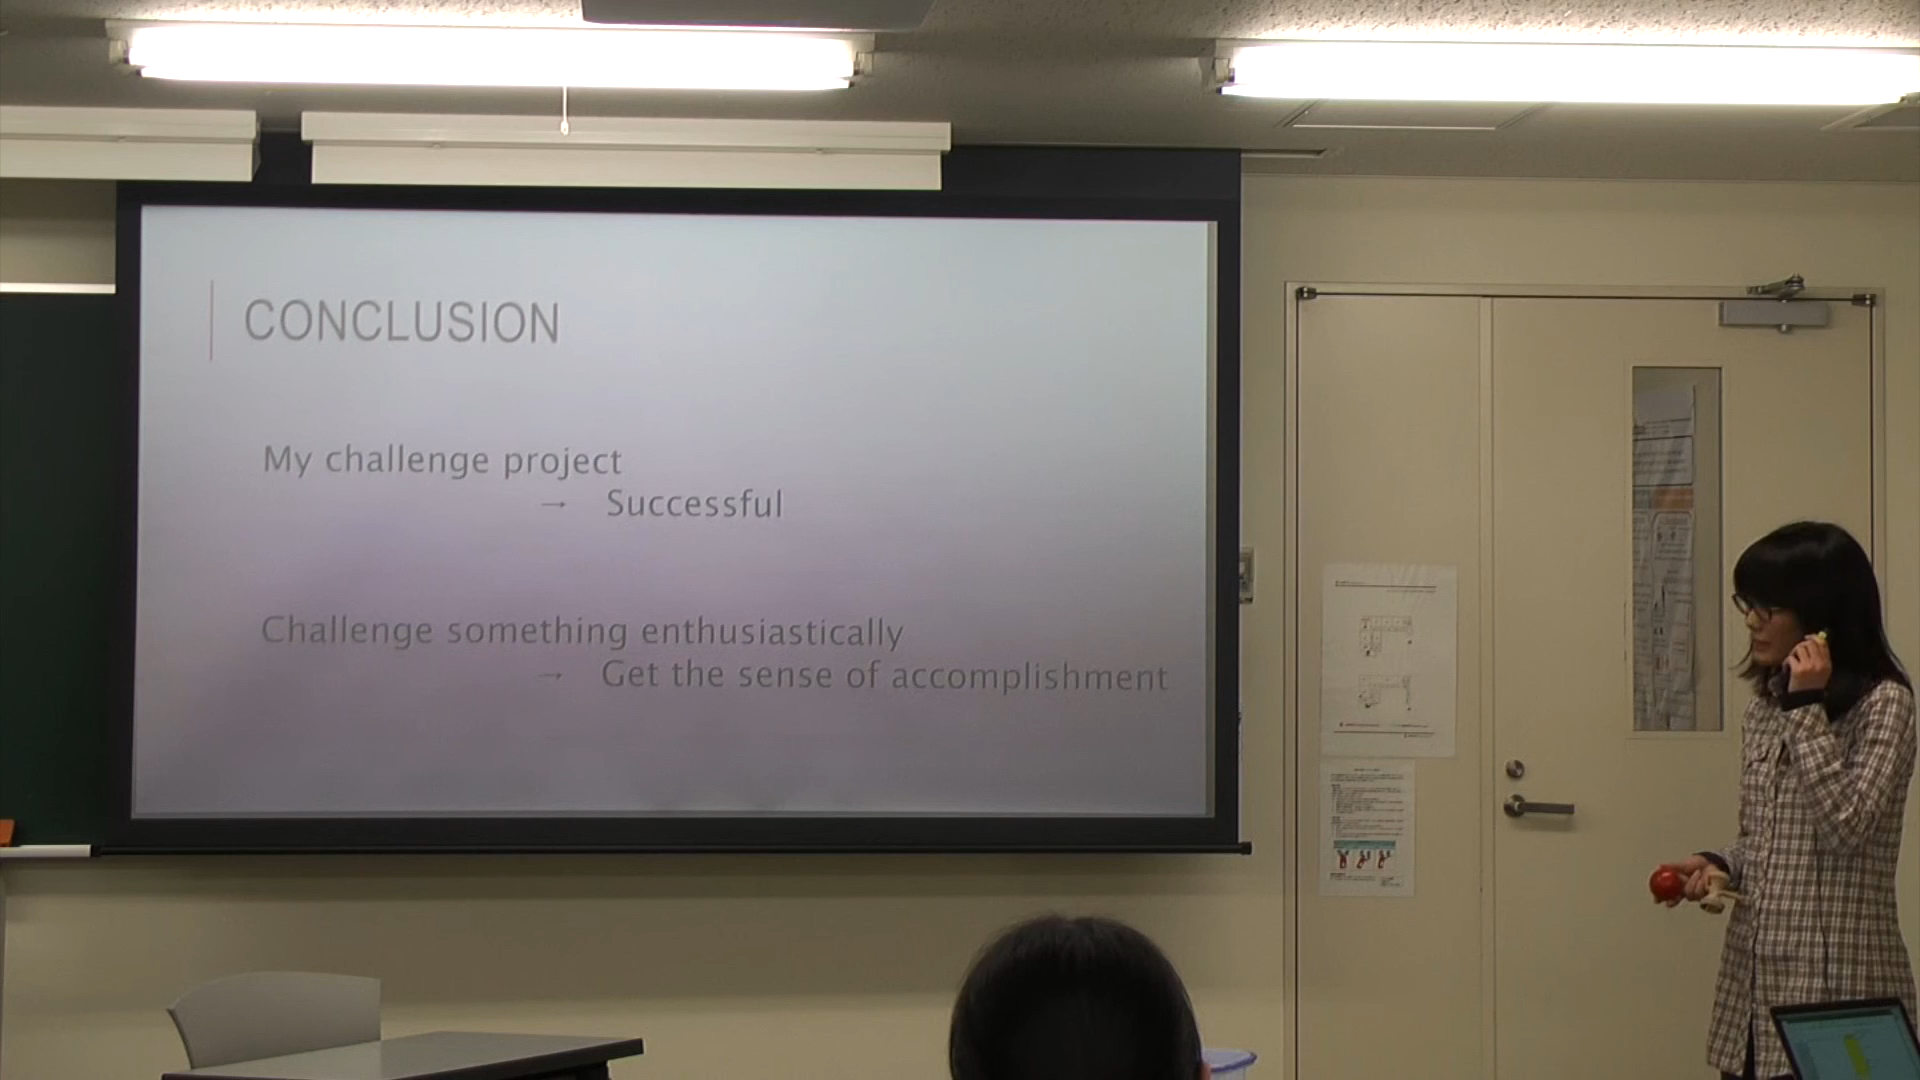 CONCLUSION
My challenge project
→ Successful
Challenge something enthusiastically
→ Get the sense of accomplishment